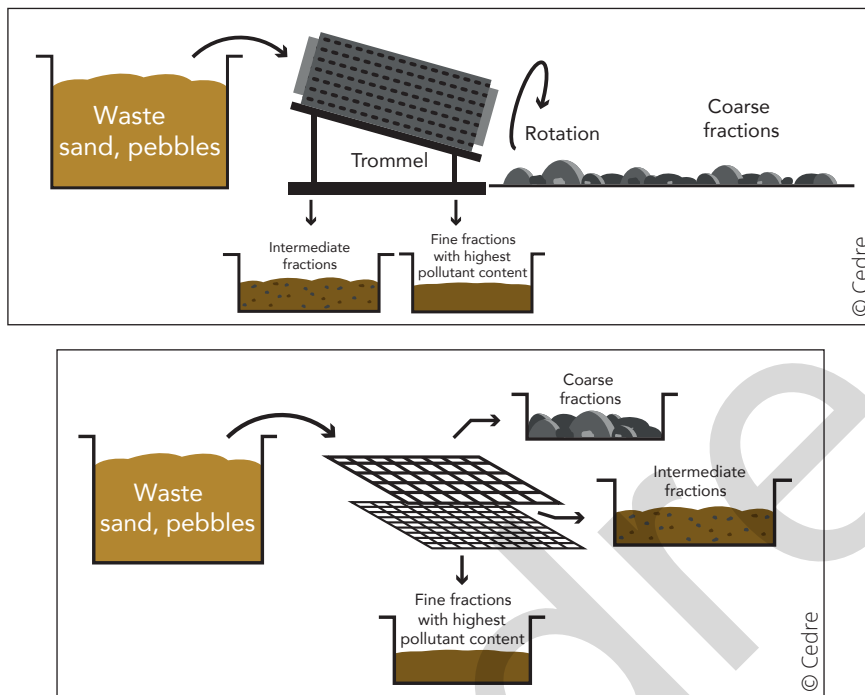 Waste
sand, pebbles
Trommel
Rotation
Coarse
fractions
Intermediate
fractions
Fine fractions
with highest
pollutant content
© Cedre
Waste
sand, pebbles
Coarse
fractions
Intermediate
fractions
Fine fractions
with highest
pollutant content
© Cedre
dre